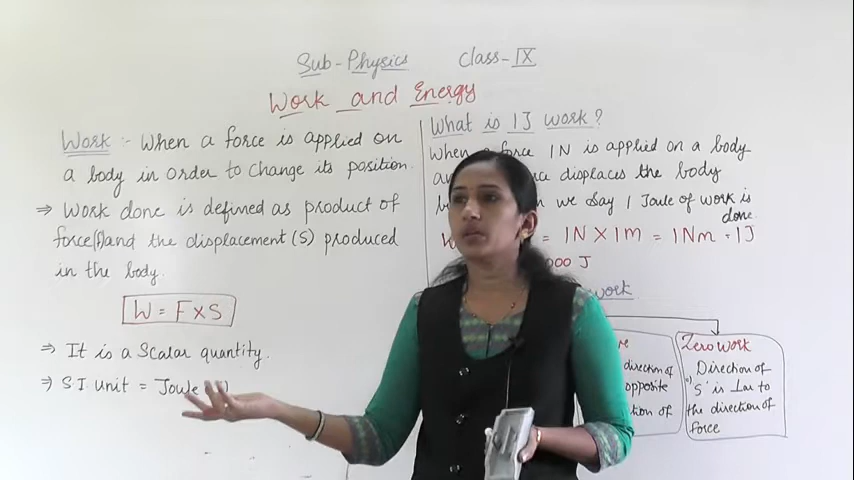 Sub-Physics Class-IX
Work and Energy
Work :- When a force is applied on
a body in order to change its position.
⇒ Work done is defined as product of
force(F)and the displacement (S) produced
in the body.
W = F x S
⇒ It is a Scalar quantity.
⇒ S.I. unit = Joule
What is 1J work?
When a force 1N is applied on a body
displaces the body
we Say 1 Joule of work is
done.
W = 1N X 1m = 1Nm = 1J
000 J
work
direction of
opposite
of
Zero Work
Direction of
'S' is ⊥ar to
the direction of
force